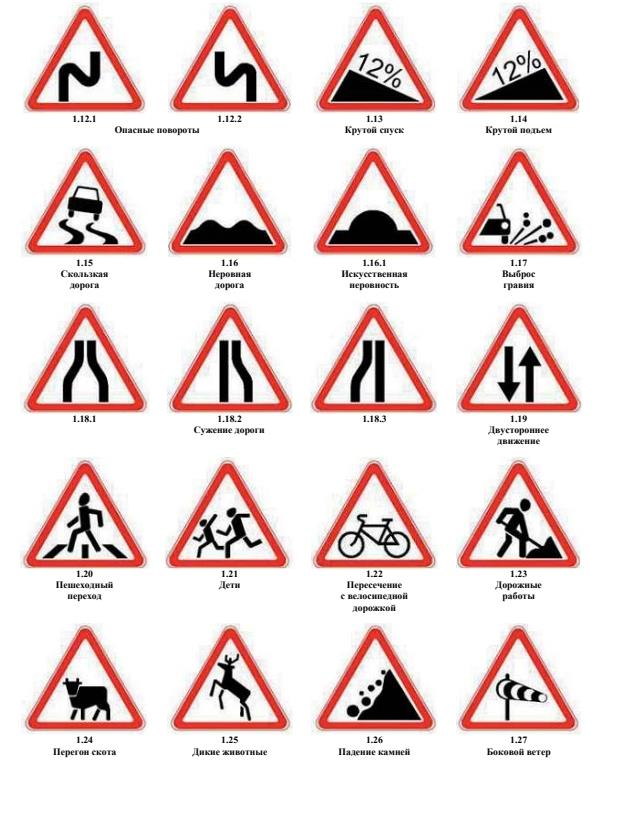 12% 12%
1.12.1 1.12.2 1.13 1.14
Опасные повороты Крутой спуск Крутой подъем
1.15 1.16 1.16.1 1.17
Скользкая Неровная Искусственная Выброс
дорога дорога неровность гравия
1.18.1 1.18.2 1.18.3 1.19
Сужение дороги Двустороннее
движение
1.20 1.21 1.22 1.23
Пешеходный Дети Пересечение Дорожные
переход с велосипедной работы
дорожкой
1.24 1.25 1.26 1.27
Перегон скота Дикие животные Падение камней Боковой ветер